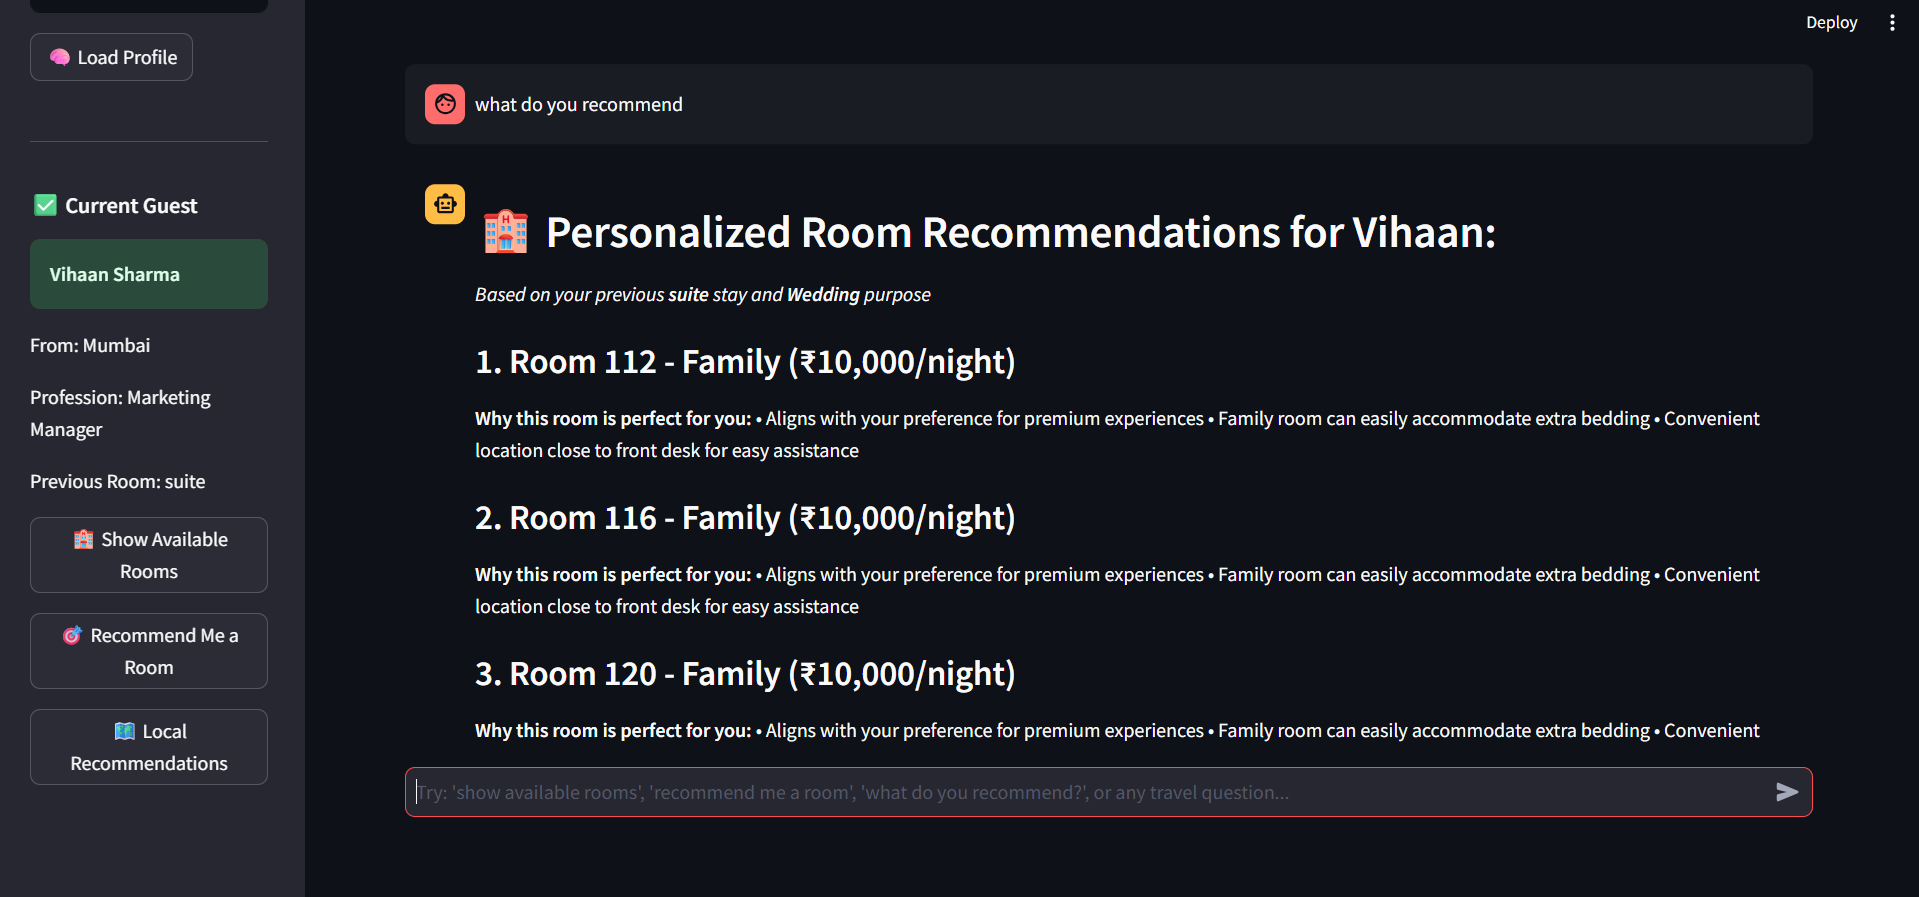 Deploy
Load Profile
Current Guest
Vihaan Sharma
From: Mumbai
Profession: Marketing
Manager
Previous Room: suite
Show Available
Rooms
Recommend Me a
Room
Local
Recommendations
what do you recommend
Personalized Room Recommendations for Vihaan:
Based on your previous suite stay and Wedding purpose
1. Room 112 - Family (₹10,000/night)
Why this room is perfect for you: • Aligns with your preference for premium experiences • Family room can easily accommodate extra bedding • Convenient
location close to front desk for easy assistance
2. Room 116 - Family (₹10,000/night)
Why this room is perfect for you: • Aligns with your preference for premium experiences • Family room can easily accommodate extra bedding • Convenient
location close to front desk for easy assistance
3. Room 120 - Family (₹10,000/night)
Why this room is perfect for you: • Aligns with your preference for premium experiences • Family room can easily accommodate extra bedding • Convenient
Try: 'show available rooms', 'recommend me a room', 'what do you recommend?', or any travel question...